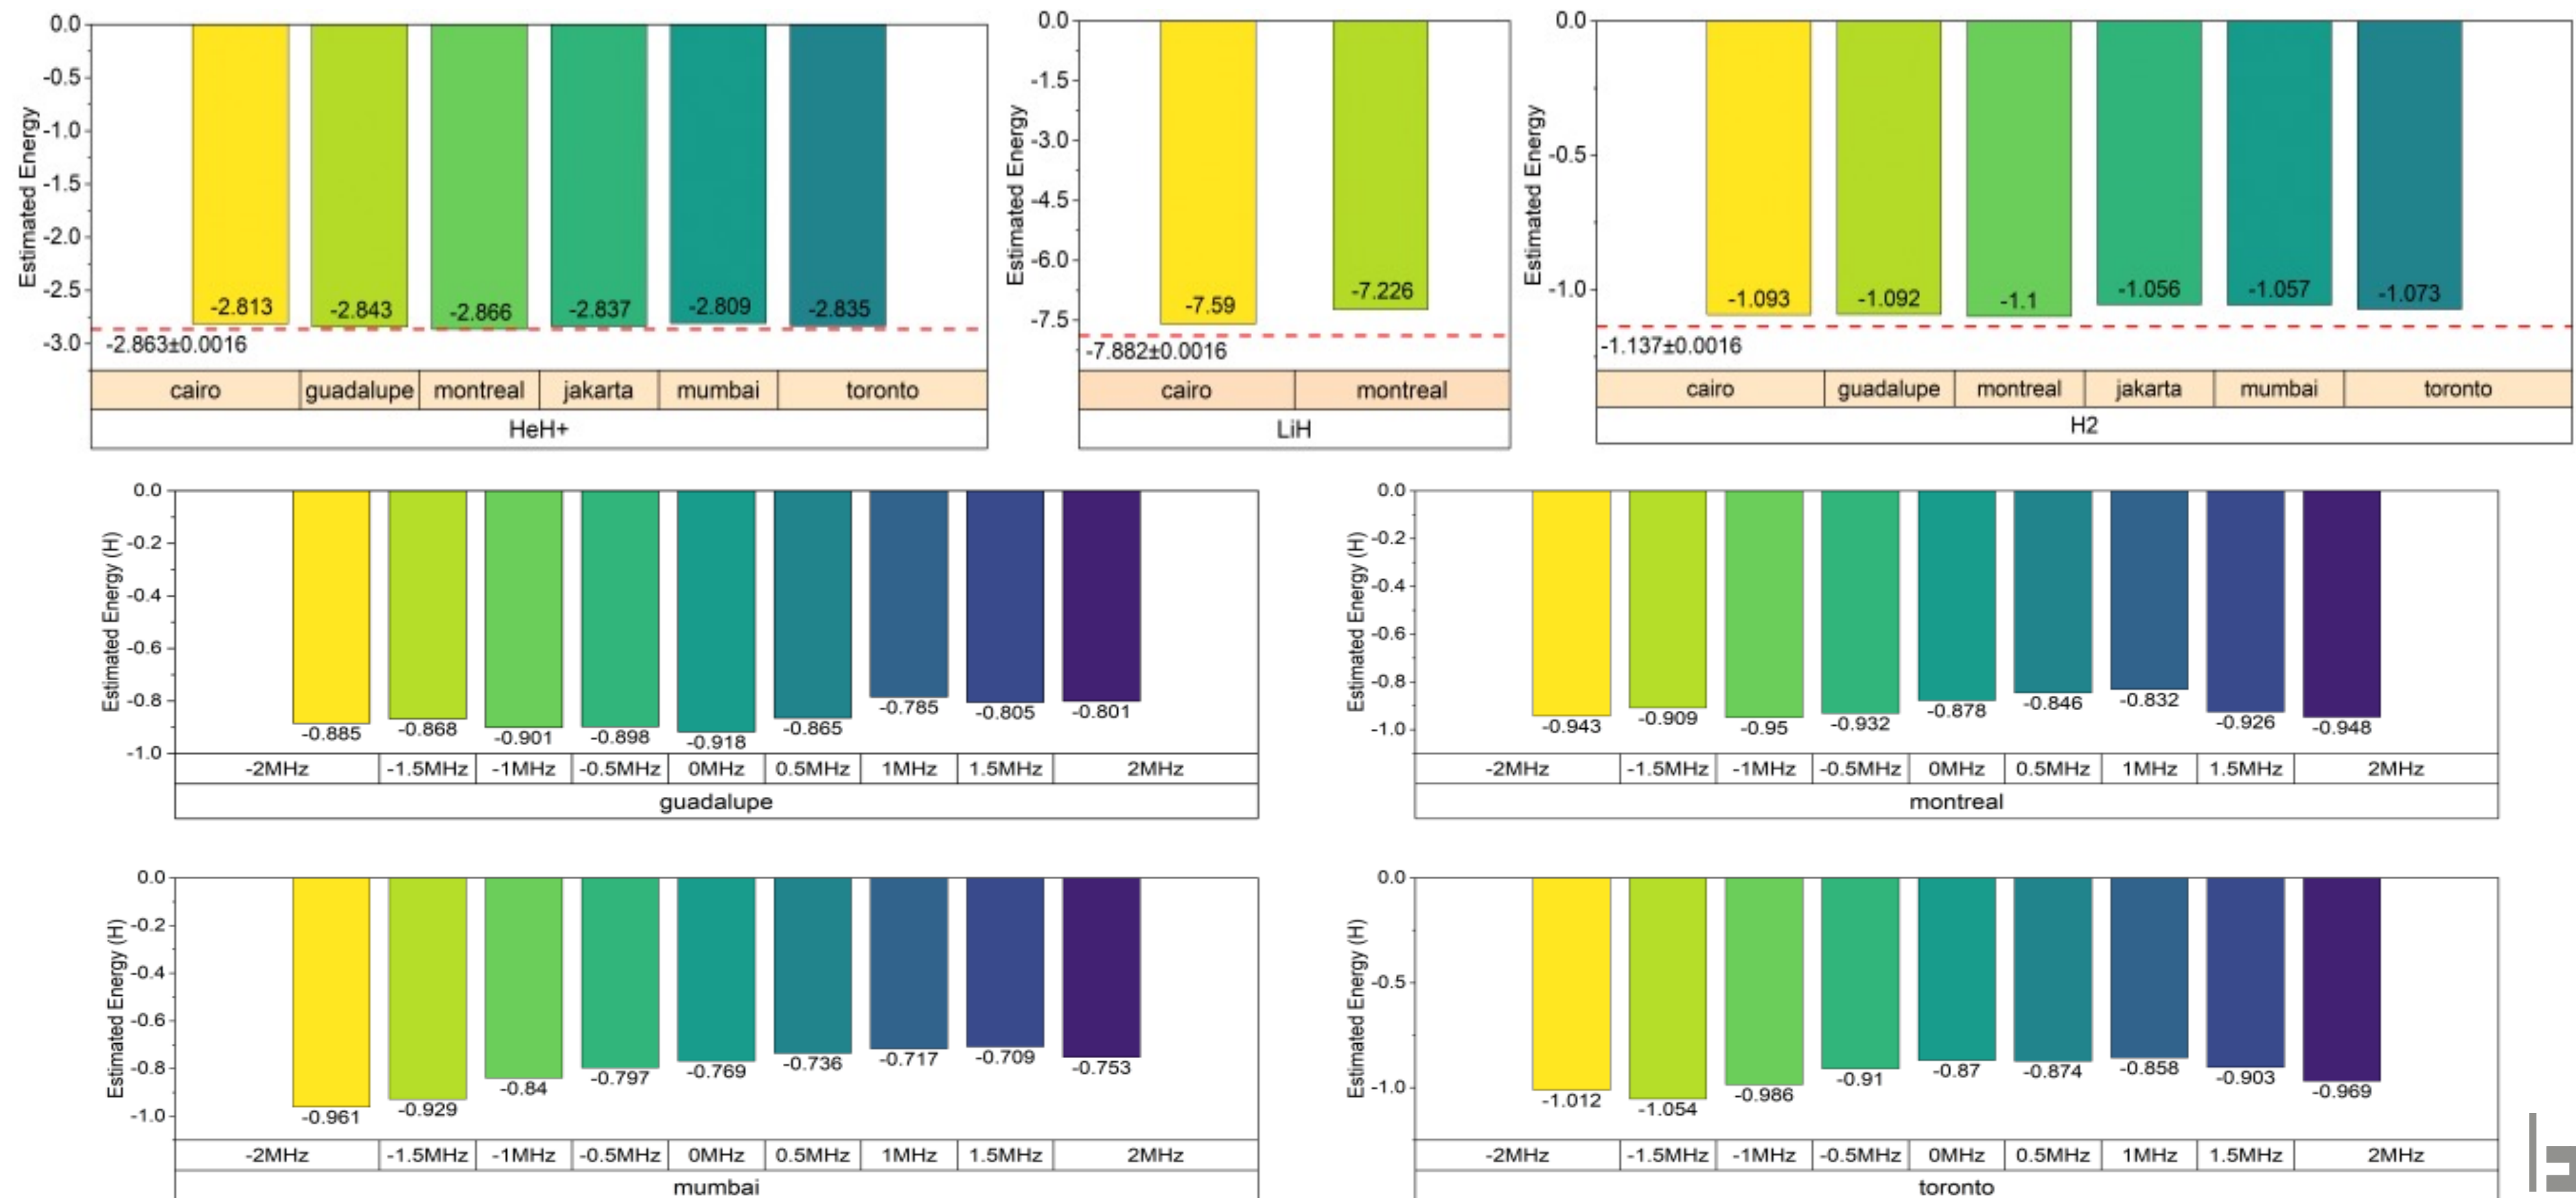 0.0
-0.5
-1.0
-1.5
-2.0
-2.5
-3.0
Estimated Energy
-2.813 -2.843 -2.866 -2.837 -2.809 -2.835
-2.863±0.0016
cairo guadalupe montreal jakarta mumbai toronto
HeH+
0.0
-1.5
-3.0
-4.5
-6.0
-7.5
Estimated Energy
-7.59 -7.226
-7.882±0.0016
cairo montreal
LiH
0.0
-0.5
-1.0
Estimated Energy
-1.093 -1.092 -1.1 -1.056 -1.057 -1.073
-1.137±0.0016
cairo guadalupe montreal jakarta mumbai toronto
H2
0.0
-0.2
-0.4
-0.6
-0.8
-1.0
Estimated Energy (H)
-0.885 -0.868 -0.901 -0.898 -0.918 -0.865 -0.785 -0.805 -0.801
-2MHz -1.5MHz -1MHz -0.5MHz 0MHz 0.5MHz 1MHz 1.5MHz 2MHz
guadalupe
0.0
-0.2
-0.4
-0.6
-0.8
-1.0
Estimated Energy (H)
-0.943 -0.909 -0.95 -0.932 -0.878 -0.846 -0.832 -0.926 -0.948
-2MHz -1.5MHz -1MHz -0.5MHz 0MHz 0.5MHz 1MHz 1.5MHz 2MHz
montreal
0.0
-0.2
-0.4
-0.6
-0.8
-1.0
Estimated Energy (H)
-0.961 -0.929 -0.84 -0.797 -0.769 -0.736 -0.717 -0.709 -0.753
-2MHz -1.5MHz -1MHz -0.5MHz 0MHz 0.5MHz 1MHz 1.5MHz 2MHz
mumbai
0.0
-0.5
-1.0
Estimated Energy (H)
-1.012 -1.054 -0.986 -0.91 -0.87 -0.874 -0.858 -0.903 -0.969
-2MHz -1.5MHz -1MHz -0.5MHz 0MHz 0.5MHz 1MHz 1.5MHz 2MHz
toronto